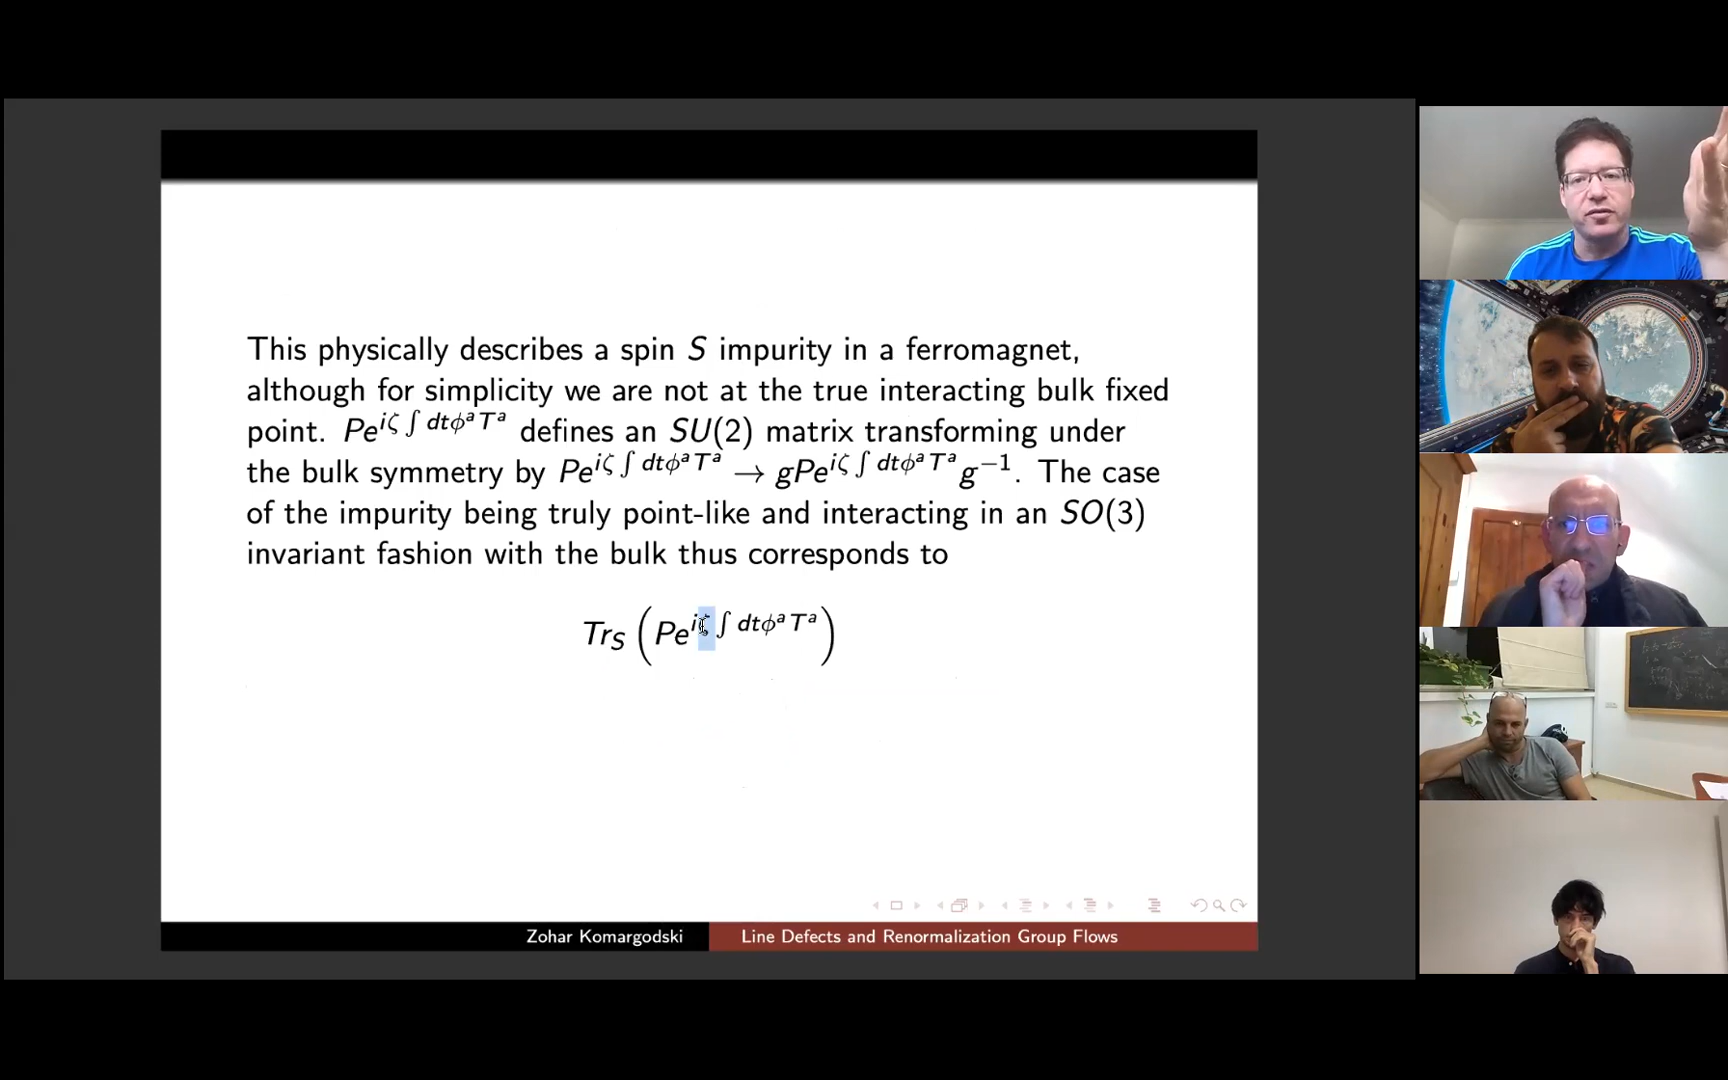 This physically describes a spin S impurity in a ferromagnet,
although for simplicity we are not at the true interacting bulk fixed
point. Pe^{iζ ∫ dtϕ^a T^a} defines an SU(2) matrix transforming under
the bulk symmetry by Pe^{iζ ∫ dtϕ^a T^a} → gPe^{iζ ∫ dtϕ^a T^a} g^{−1}. The case
of the impurity being truly point-like and interacting in an SO(3)
invariant fashion with the bulk thus corresponds to
Tr_S (Pe^{iζ ∫ dtϕ^a T^a})
Zohar Komargodski
Line Defects and Renormalization Group Flows